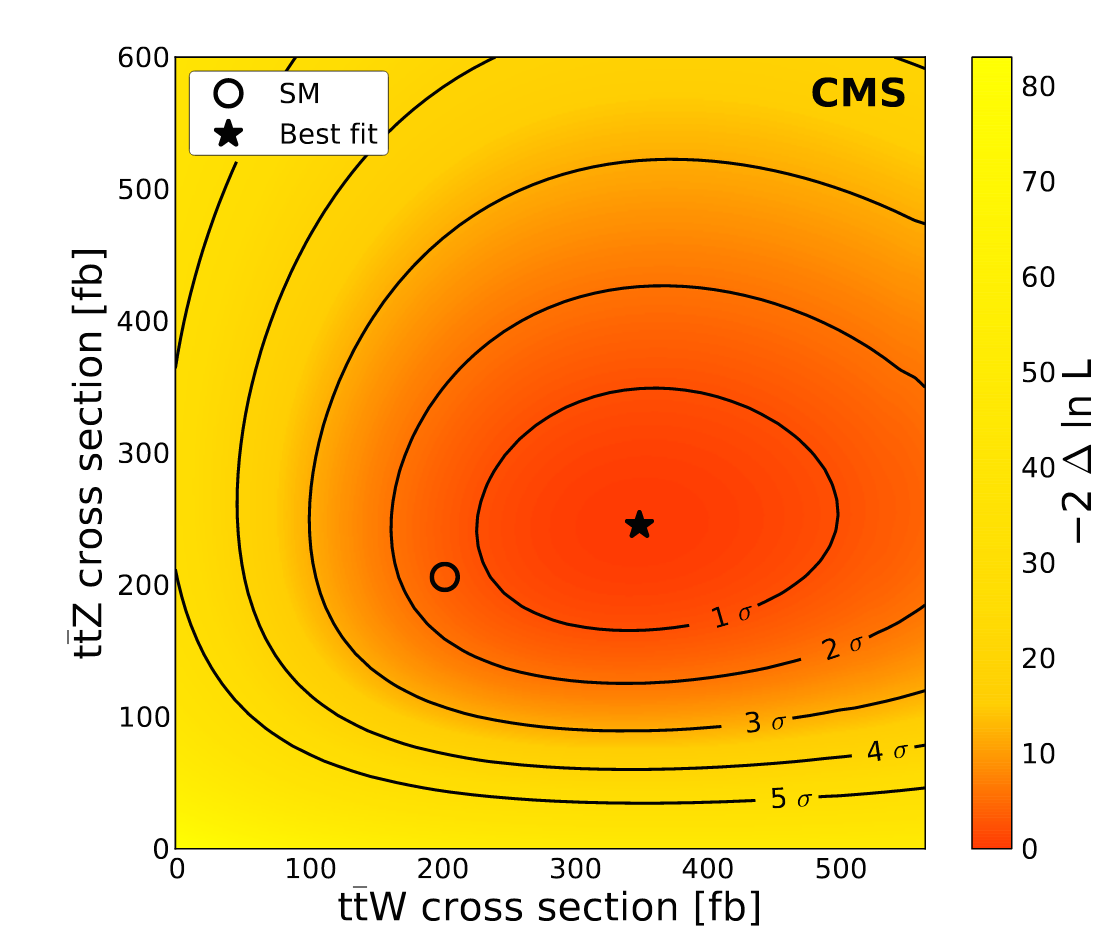 CMS
SM
Best fit
600
500
400
300
200
100
0
tt̄Z cross section [fb]
1 σ
2 σ
3 σ
4 σ
5 σ
0 100 200 300 400 500
tt̄W cross section [fb]
80
70
60
50
40
30
20
10
0
−2 Δ ln L